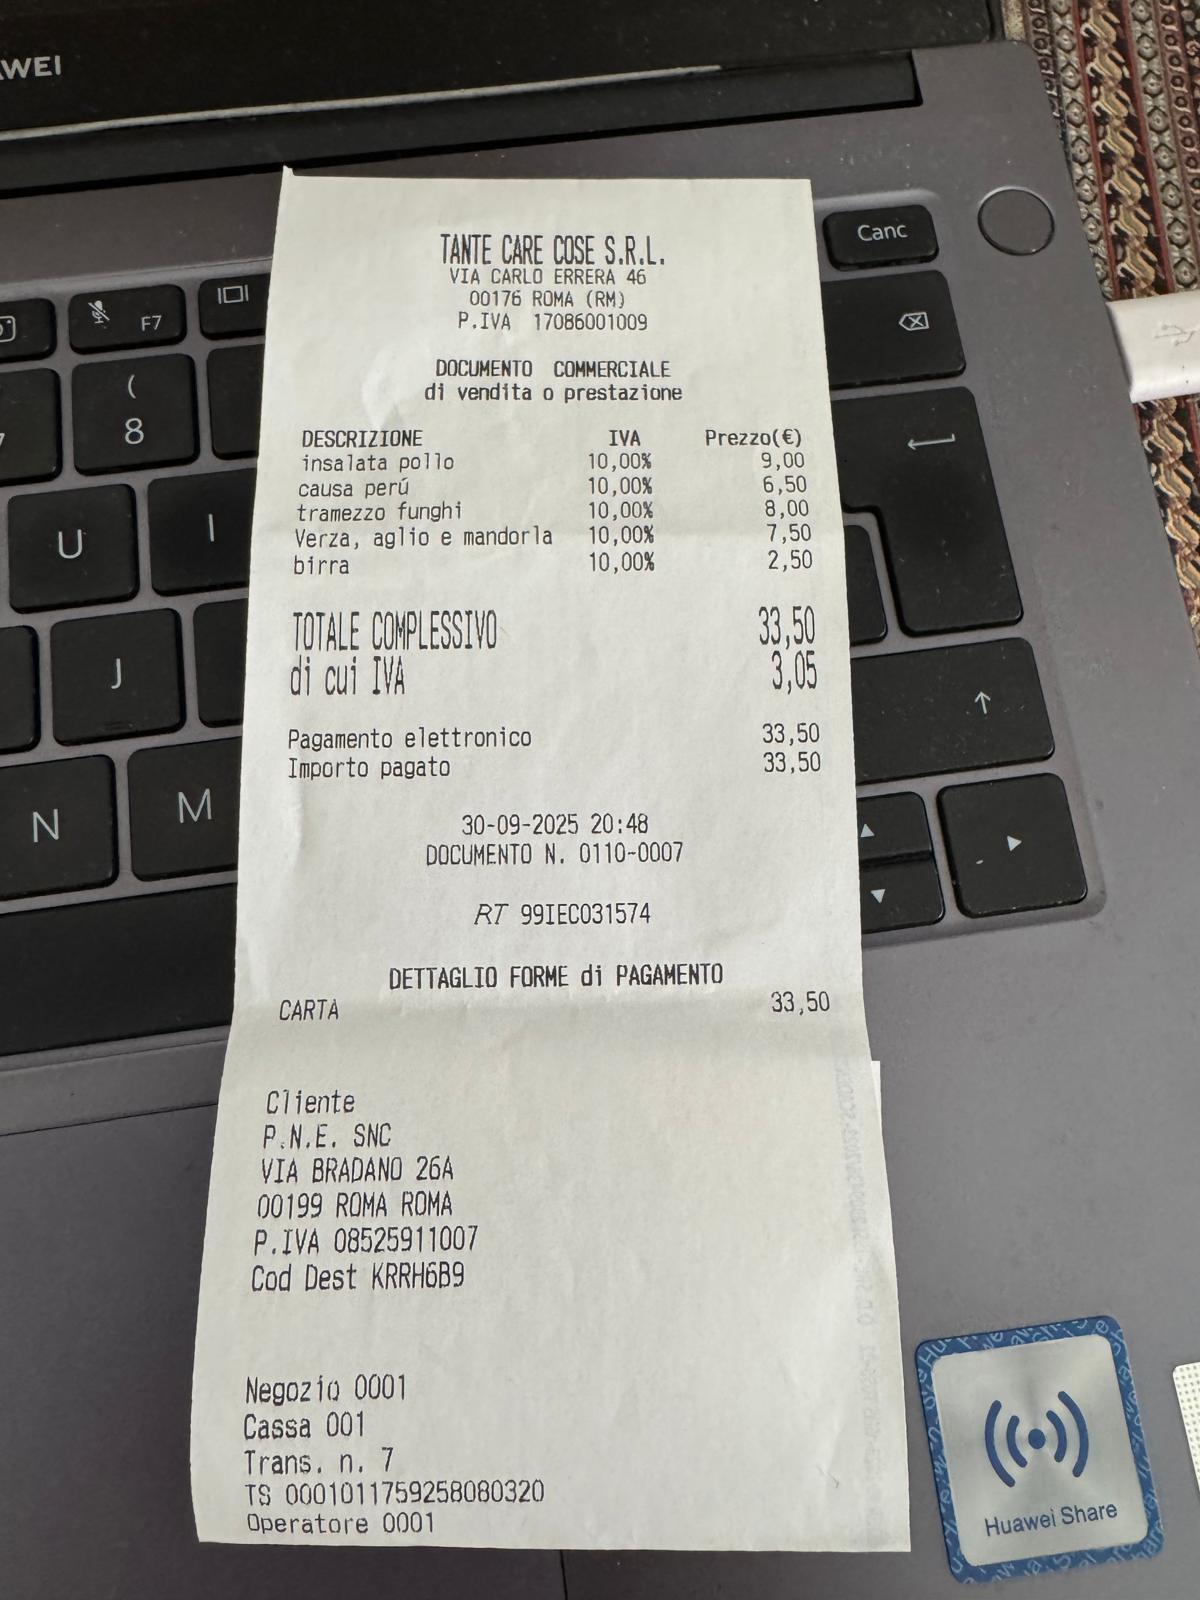 AWEI
Canc
F7
(
8
U
I
J
N
M
TANTE CARE COSE S.R.L.
VIA CARLO ERRERA 46
00176 ROMA (RM)
P.IVA 17086001009
DOCUMENTO COMMERCIALE
di vendita o prestazione
DESCRIZIONE IVA Prezzo(€)
insalata pollo 10,00% 9,00
causa perú 10,00% 6,50
tramezzo funghi 10,00% 8,00
Verza, aglio e mandorla 10,00% 7,50
birra 10,00% 2,50
TOTALE COMPLESSIVO 33,50
di cui IVA 3,05
Pagamento elettronico 33,50
Importo pagato 33,50
30-09-2025 20:48
DOCUMENTO N. 0110-0007
RT 99IEC031574
DETTAGLIO FORME di PAGAMENTO
CARTA 33,50
Cliente
P.N.E. SNC
VIA BRADANO 26A
00199 ROMA ROMA
P.IVA 08525911007
Cod Dest KRRH6B9
Negozio 0001
Cassa 001
Trans. n. 7
TS 0001011759258080320
Operatore 0001
Huawei Share